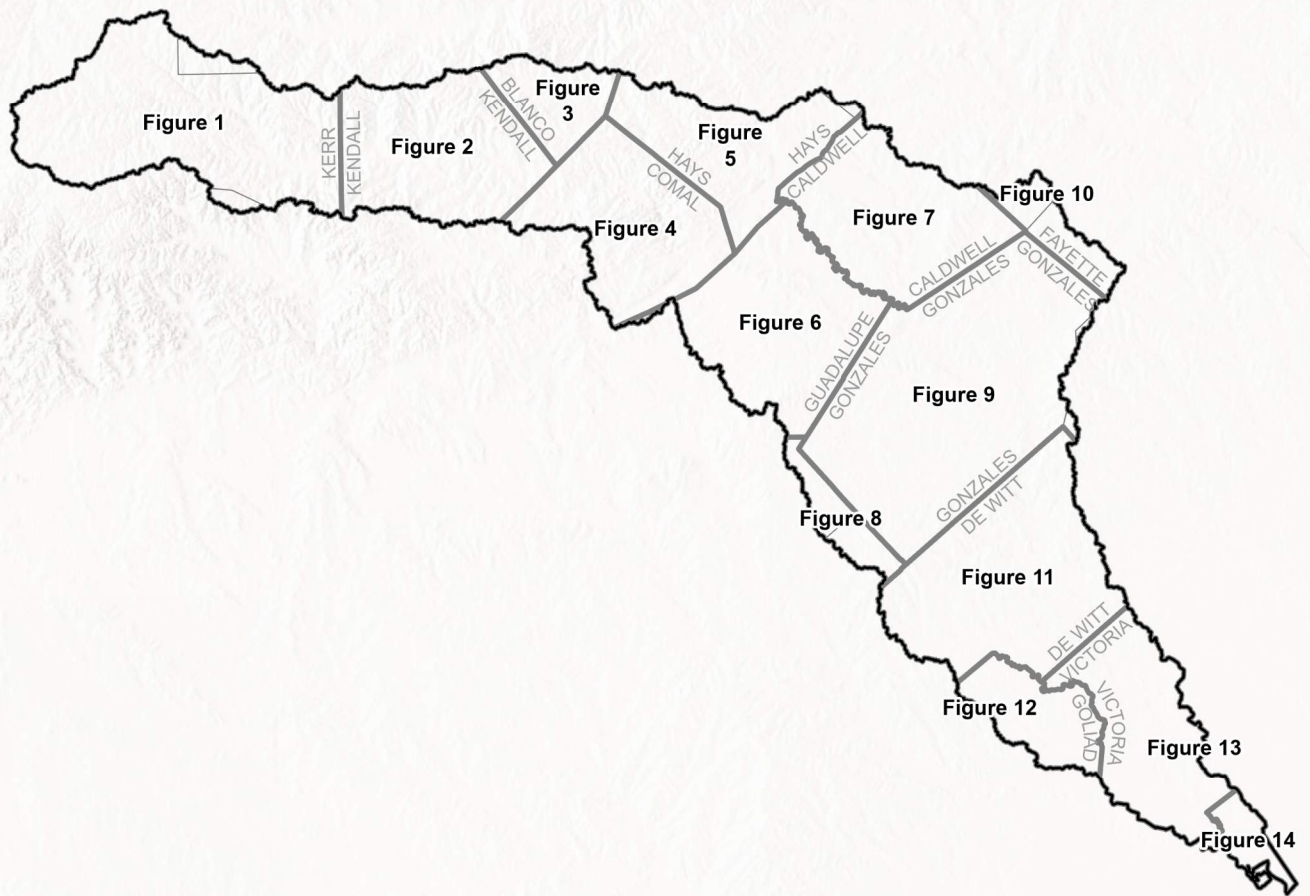 Figure 1
KERR
KENDALL
Figure 2
BLANCO
KENDALL
Figure
3
HAYS
COMAL
Figure 4
Figure
5
HAYS
CALDWELL
Figure 6
Figure 7
CALDWELL
GONZALES
Figure 10
FAYETTE
GONZALES
GUADALUPE
GONZALES
Figure 9
Figure 8
GONZALES
DE WITT
Figure 11
DE WITT
VICTORIA
Figure 12
VICTORIA
GOLIAD
Figure 13
Figure 14